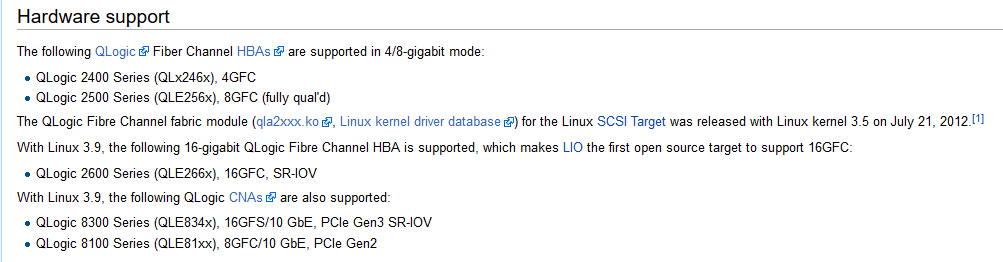 Hardware support
The following QLogic Fiber Channel HBAs are supported in 4/8-gigabit mode:
QLogic 2400 Series (QLx246x), 4GFC
QLogic 2500 Series (QLE256x), 8GFC (fully qual'd)
The QLogic Fibre Channel fabric module (qla2xxx.ko, Linux kernel driver database) for the Linux SCSI Target was released with Linux kernel 3.5 on July 21, 2012.[1]
With Linux 3.9, the following 16-gigabit QLogic Fibre Channel HBA is supported, which makes LIO the first open source target to support 16GFC:
QLogic 2600 Series (QLE266x), 16GFC, SR-IOV
With Linux 3.9, the following QLogic CNAs are also supported:
QLogic 8300 Series (QLE834x), 16GFS/10 GbE, PCIe Gen3 SR-IOV
QLogic 8100 Series (QLE81xx), 8GFC/10 GbE, PCIe Gen2